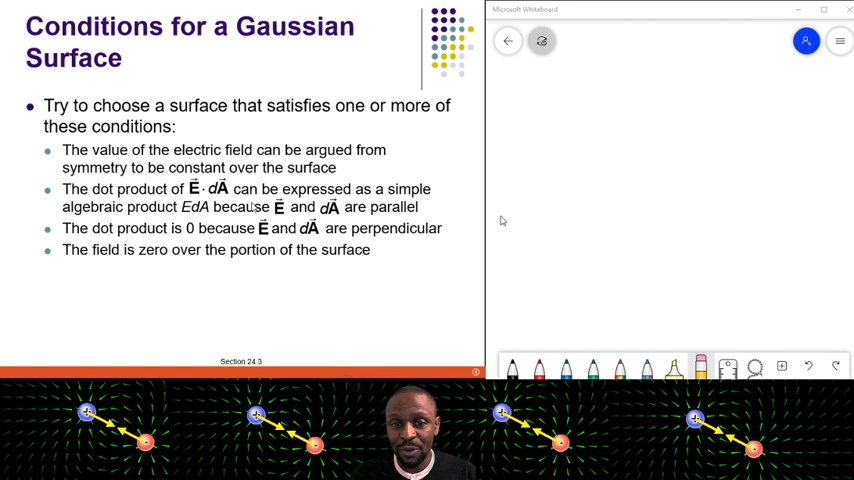 Conditions for a Gaussian
Surface
Microsoft Whiteboard
Try to choose a surface that satisfies one or more of
these conditions:
The value of the electric field can be argued from
symmetry to be constant over the surface
The dot product of E⃗ · dA⃗ can be expressed as a simple
algebraic product EdA because E⃗ and dA⃗ are parallel
The dot product is 0 because E⃗ and dA⃗ are perpendicular
The field is zero over the portion of the surface
Section 24.3